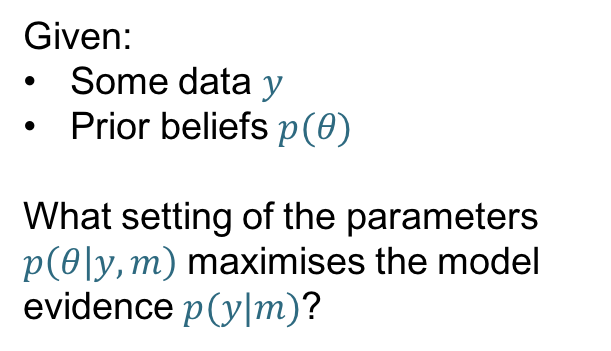 Given:
• Some data y
• Prior beliefs p(θ)
What setting of the parameters
p(θ|y, m) maximises the model
evidence p(y|m)?